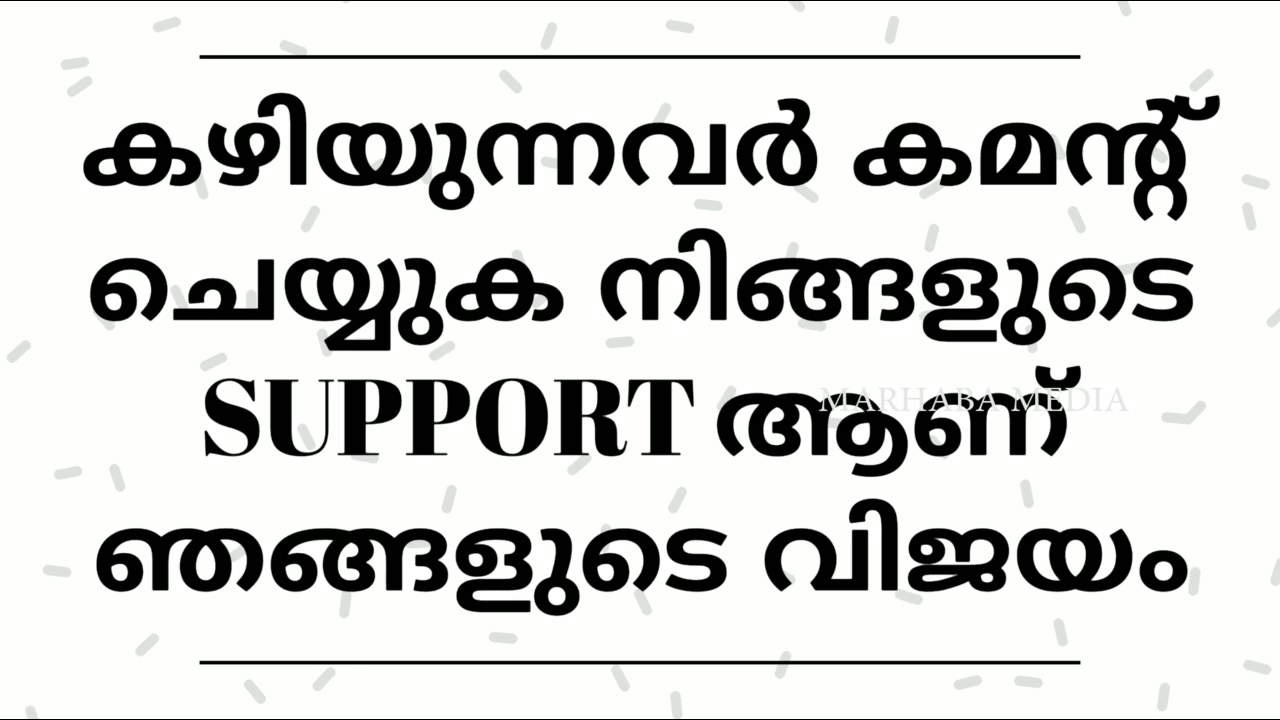 കഴിയുന്നവർ കമന്റ്
ചെയ്യുക നിങ്ങളുടെ
SUPPORT ആണ്
MARHABA MEDIA
ഞങ്ങളുടെ വിജയം